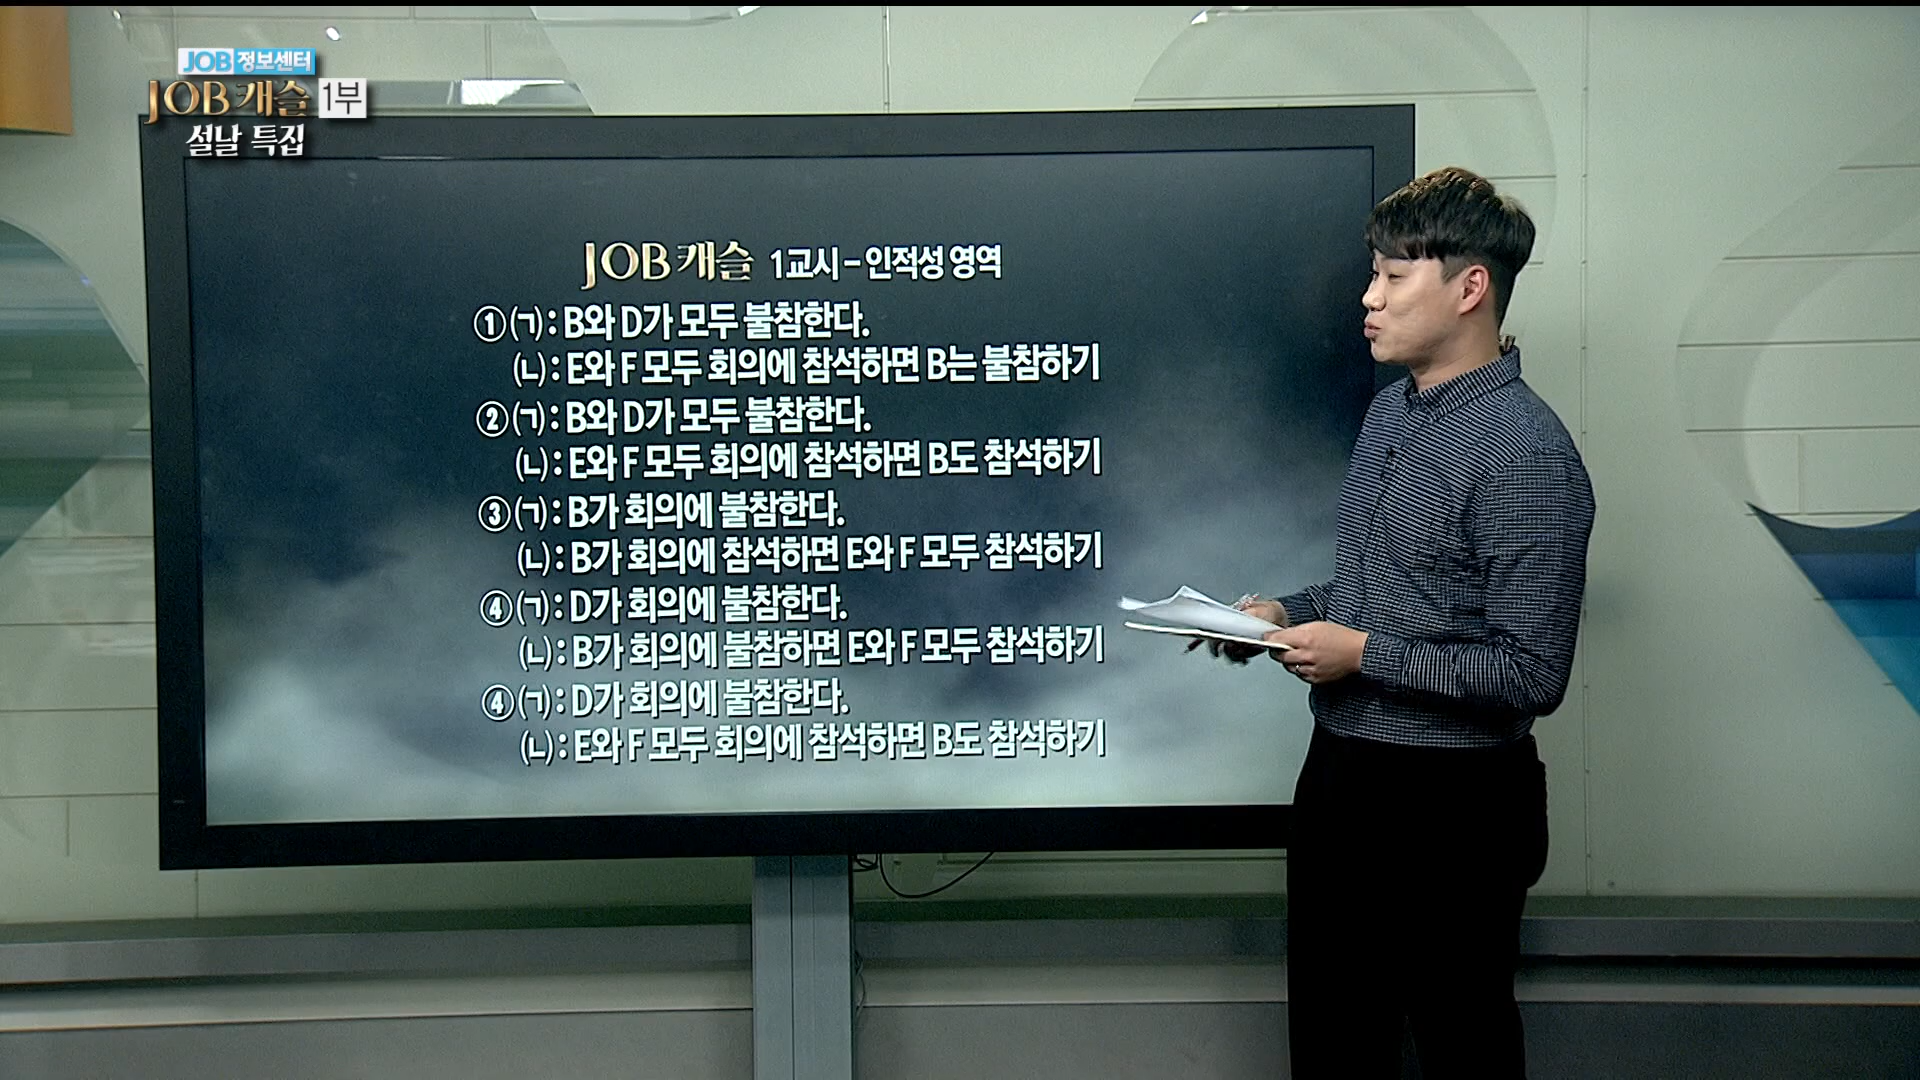 JOB 정보센터
JOB 캐슬 1부
설날 특집
JOB 캐슬 1교시 - 인적성 영역
①(ㄱ) : B와 D가 모두 불참한다.
(ㄴ) : E와 F 모두 회의에 참석하면 B는 불참하기
②(ㄱ) : B와 D가 모두 불참한다.
(ㄴ) : E와 F 모두 회의에 참석하면 B도 참석하기
③(ㄱ) : B가 회의에 불참한다.
(ㄴ) : B가 회의에 참석하면 E와 F 모두 참석하기
④(ㄱ) : D가 회의에 불참한다.
(ㄴ) : B가 회의에 불참하면 E와 F 모두 참석하기
④(ㄱ) : D가 회의에 불참한다.
(ㄴ) : E와 F 모두 회의에 참석하면 B도 참석하기